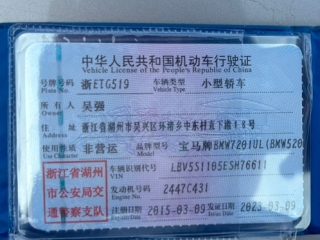 中华人民共和国机动车行驶证
Vehicle License of the People's Republic of China
号牌号码 浙ETG519 车辆类型 小型轿车
Plate No. Vehicle Type
所有人 吴强
Owner
住址 浙江省湖州市吴兴区环渚乡中东村直下路18号
Address
使用性质 非营运 品牌型号 宝马牌BMW7201UL(BMW520
Use Character Model
浙江省湖州
市公安局交
通警察支队
车辆识别代号 LBV5S1105ESH76611
VIN
发动机号码 2447C431
Engine No.
注册日期 2015-03-09 发证日期 2023-03-09